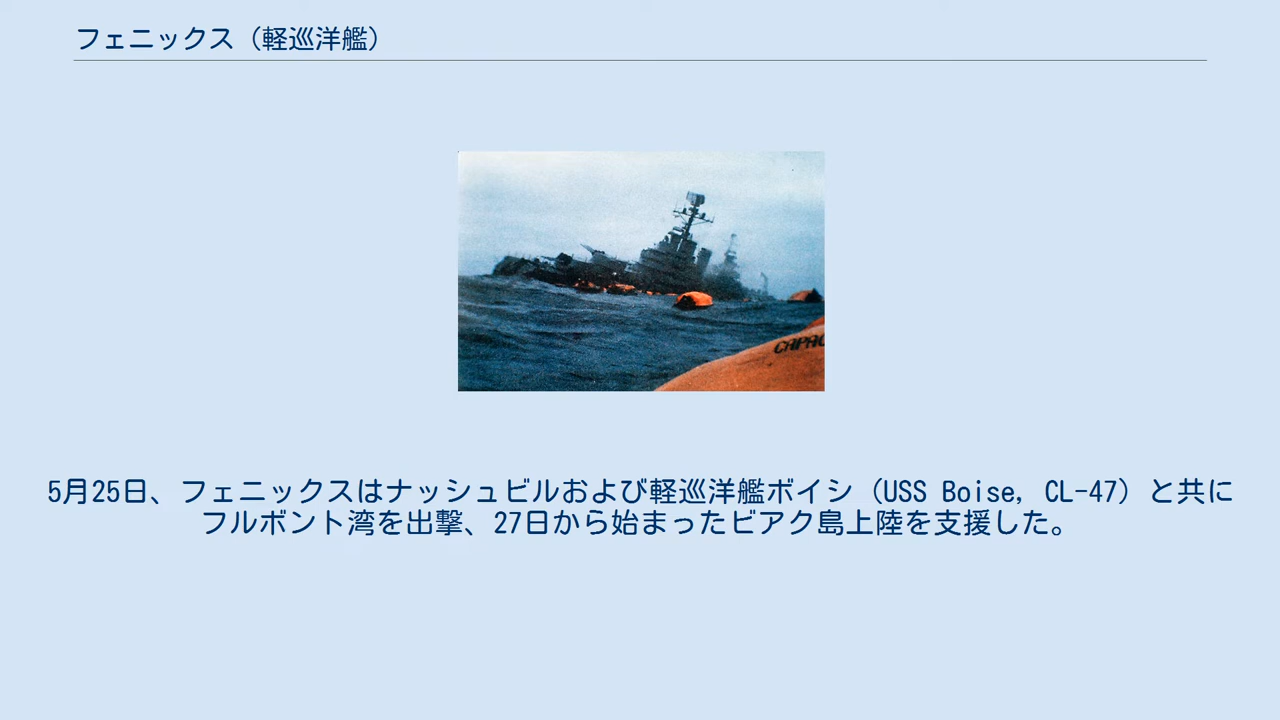 フェニックス（軽巡洋艦）
CAPAC
5月25日、フェニックスはナッシュビルおよび軽巡洋艦ボイシ（USS Boise, CL-47）と共に
フルボント湾を出撃、27日から始まったビアク島上陸を支援した。